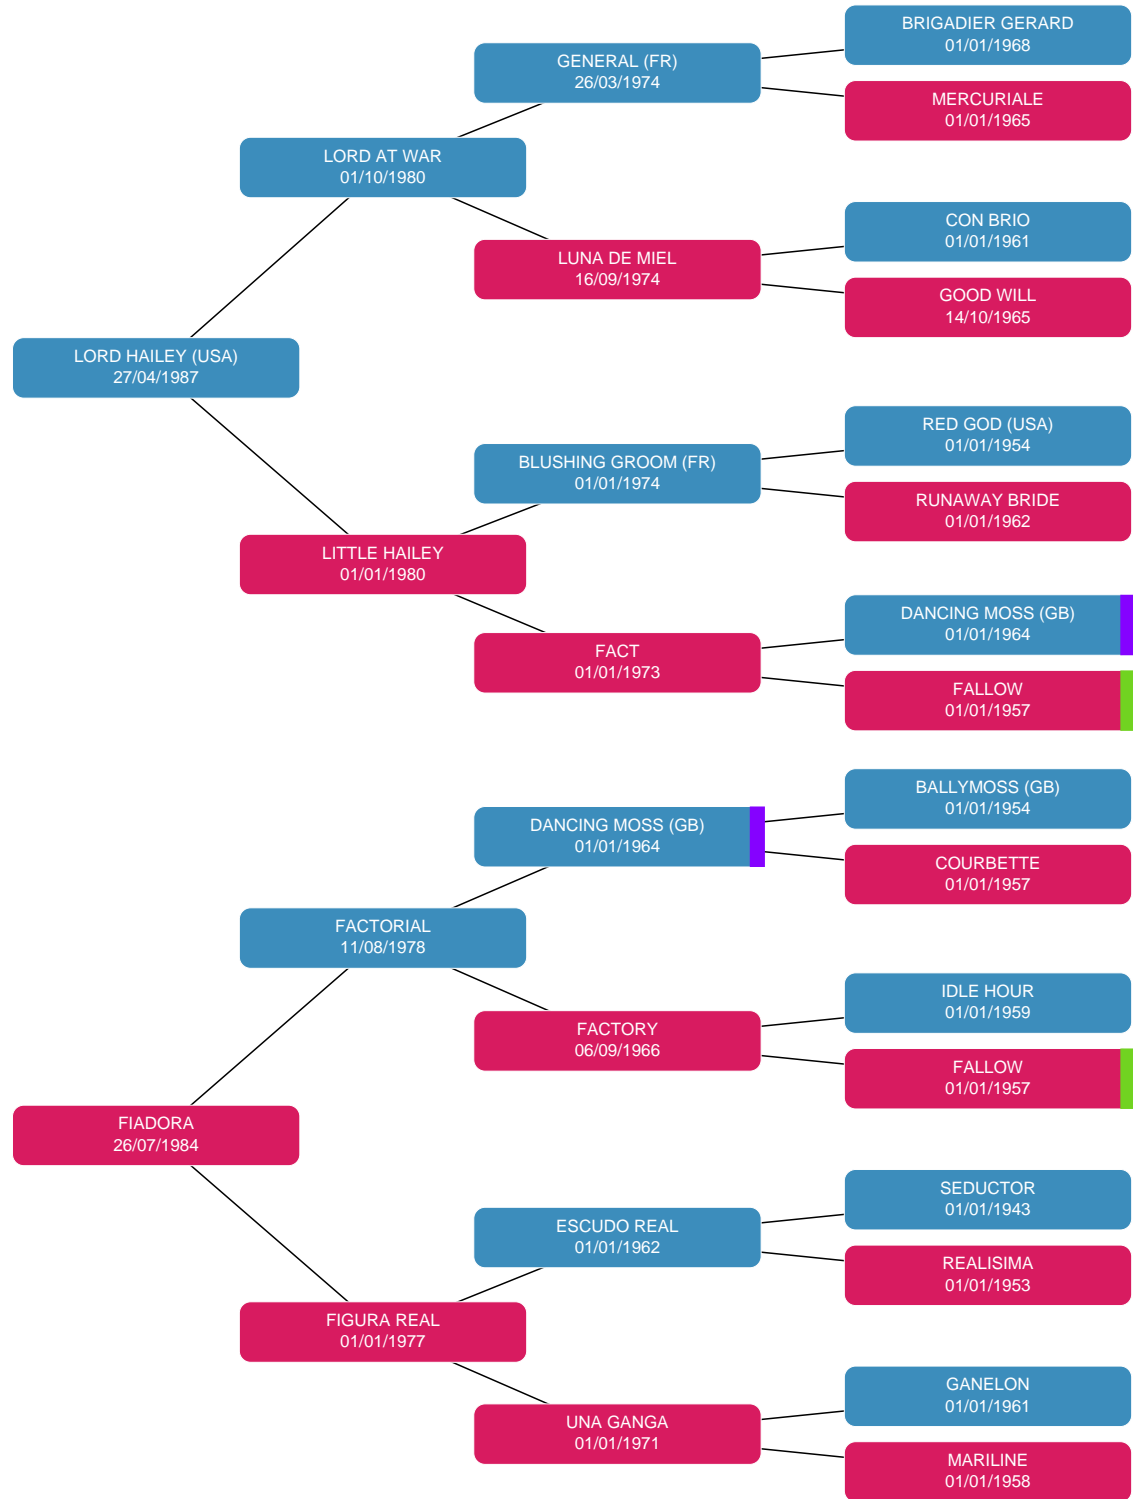 BRIGADIER GERARD
01/01/1968
GENERAL (FR)
26/03/1974
MERCURIALE
01/01/1965
LORD AT WAR
01/10/1980
CON BRIO
01/01/1961
LUNA DE MIEL
16/09/1974
GOOD WILL
14/10/1965
LORD HAILEY (USA)
27/04/1987
RED GOD (USA)
01/01/1954
BLUSHING GROOM (FR)
01/01/1974
RUNAWAY BRIDE
01/01/1962
LITTLE HAILEY
01/01/1980
DANCING MOSS (GB)
01/01/1964
FACT
01/01/1973
FALLOW
01/01/1957
BALLYMOSS (GB)
01/01/1954
DANCING MOSS (GB)
01/01/1964
COURBETTE
01/01/1957
FACTORIAL
11/08/1978
IDLE HOUR
01/01/1959
FACTORY
06/09/1966
FALLOW
01/01/1957
FIADORA
26/07/1984
SEDUCTOR
01/01/1943
ESCUDO REAL
01/01/1962
REALISIMA
01/01/1953
FIGURA REAL
01/01/1977
GANELON
01/01/1961
UNA GANGA
01/01/1971
MARILINE
01/01/1958